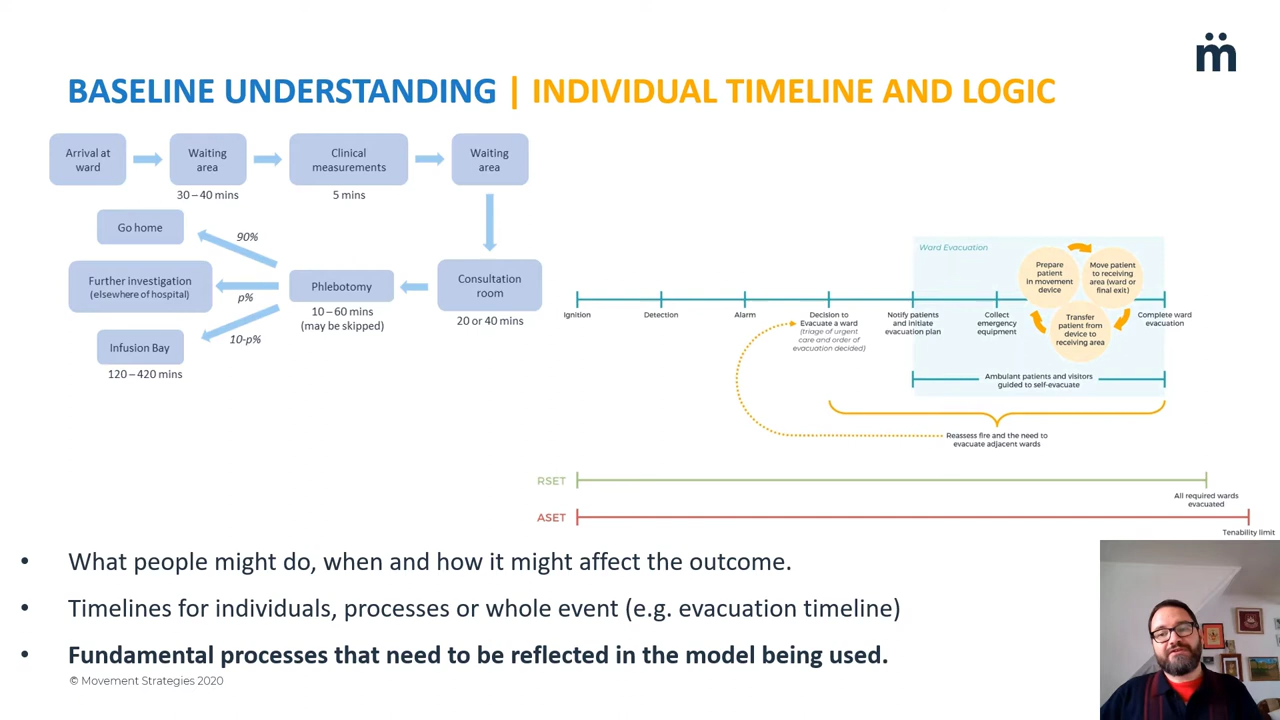 m̈
BASELINE UNDERSTANDING | INDIVIDUAL TIMELINE AND LOGIC
Arrival at
ward
Waiting
area
30 – 40 mins
Clinical
measurements
5 mins
Waiting
area
Consultation
room
20 or 40 mins
Phlebotomy
10 – 60 mins
(may be skipped)
90%
Go home
p%
Further investigation
(elsewhere of hospital)
10-p%
Infusion Bay
120 – 420 mins
Ward Evacuation
Ignition
Detection
Alarm
Decision to
Evacuate a ward
(triage of urgent
care and order of
evacuation decided)
Notify patients
and initiate
evacuation plan
Collect
emergency
equipment
Prepare
patient
in movement
device
Move patient
to receiving
area (ward or
final exit)
Transfer
patient from
device to
receiving area
Complete ward
evacuation
Ambulant patients and visitors
guided to self-evacuate
Reassess fire and the need to
evacuate adjacent wards
RSET
All required wards
evacuated
ASET
Tenability limit
• What people might do, when and how it might affect the outcome.
• Timelines for individuals, processes or whole event (e.g. evacuation timeline)
• Fundamental processes that need to be reflected in the model being used.
© Movement Strategies 2020